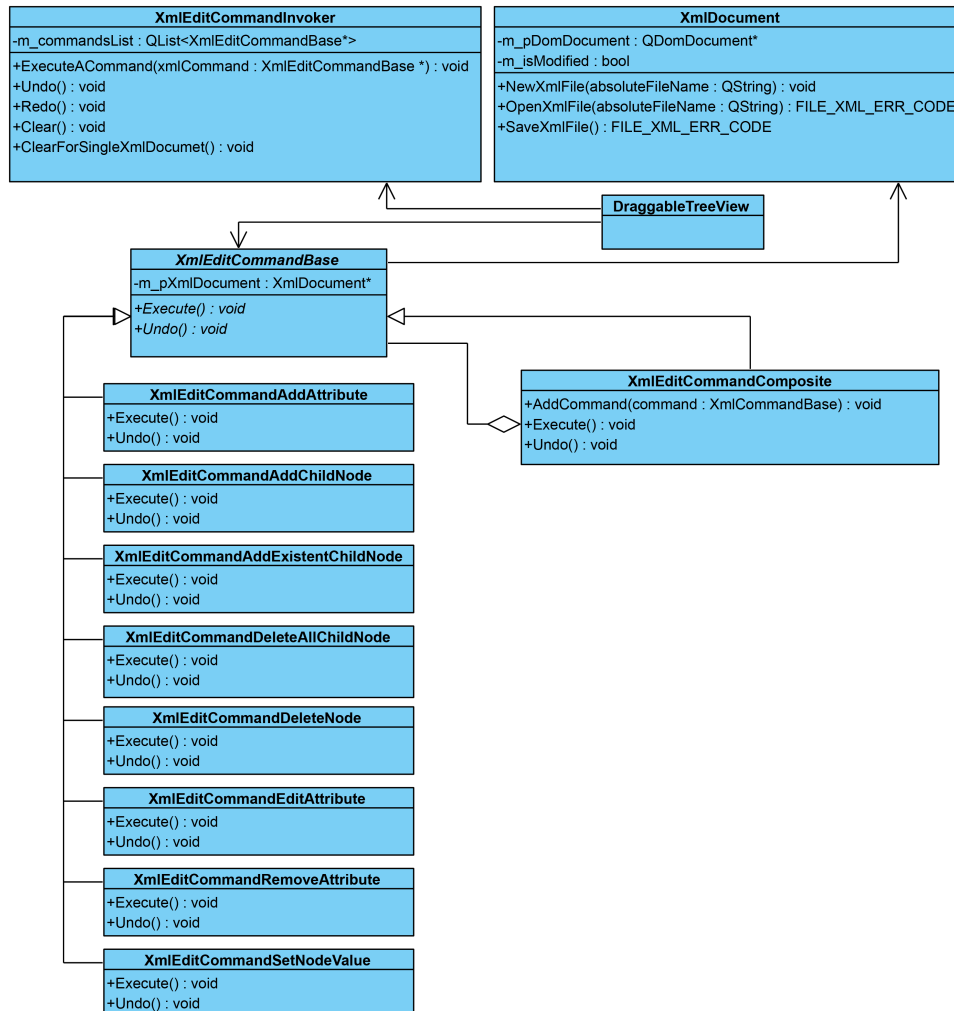 XmlEditCommandInvoker
-m_commandsList : QList<XmlEditCommandBase*>
+ExecuteACommand(xmlCommand : XmlEditCommandBase *) : void
+Undo() : void
+Redo() : void
+Clear() : void
+ClearForSingleXmlDocumet() : void
XmlDocument
-m_pDomDocument : QDomDocument*
-m_isModified : bool
+NewXmlFile(absoluteFileName : QString) : void
+OpenXmlFile(absoluteFileName : QString) : FILE_XML_ERR_CODE
+SaveXmlFile() : FILE_XML_ERR_CODE
DraggableTreeView
XmlEditCommandBase
-m_pXmlDocument : XmlDocument*
+Execute() : void
+Undo() : void
XmlEditCommandComposite
+AddCommand(command : XmlCommandBase) : void
+Execute() : void
+Undo() : void
XmlEditCommandAddAttribute
+Execute() : void
+Undo() : void
XmlEditCommandAddChildNode
+Execute() : void
+Undo() : void
XmlEditCommandAddExistentChildNode
+Execute() : void
+Undo() : void
XmlEditCommandDeleteAllChildNode
+Execute() : void
+Undo() : void
XmlEditCommandDeleteNode
+Execute() : void
+Undo() : void
XmlEditCommandEditAttribute
+Execute() : void
+Undo() : void
XmlEditCommandRemoveAttribute
+Execute() : void
+Undo() : void
XmlEditCommandSetNodeValue
+Execute() : void
+Undo() : void